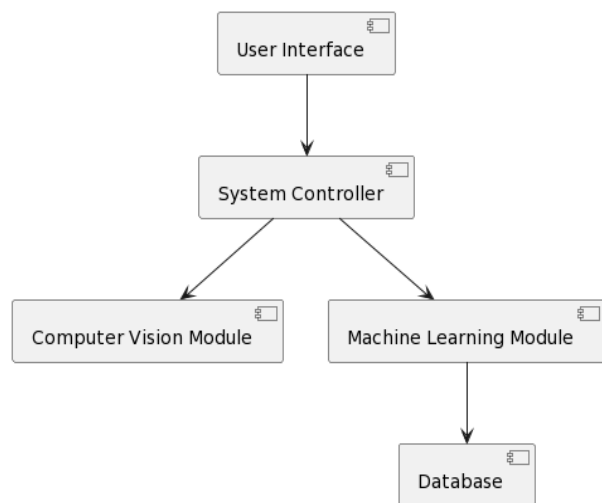 User Interface
System Controller
Computer Vision Module
Machine Learning Module
Database